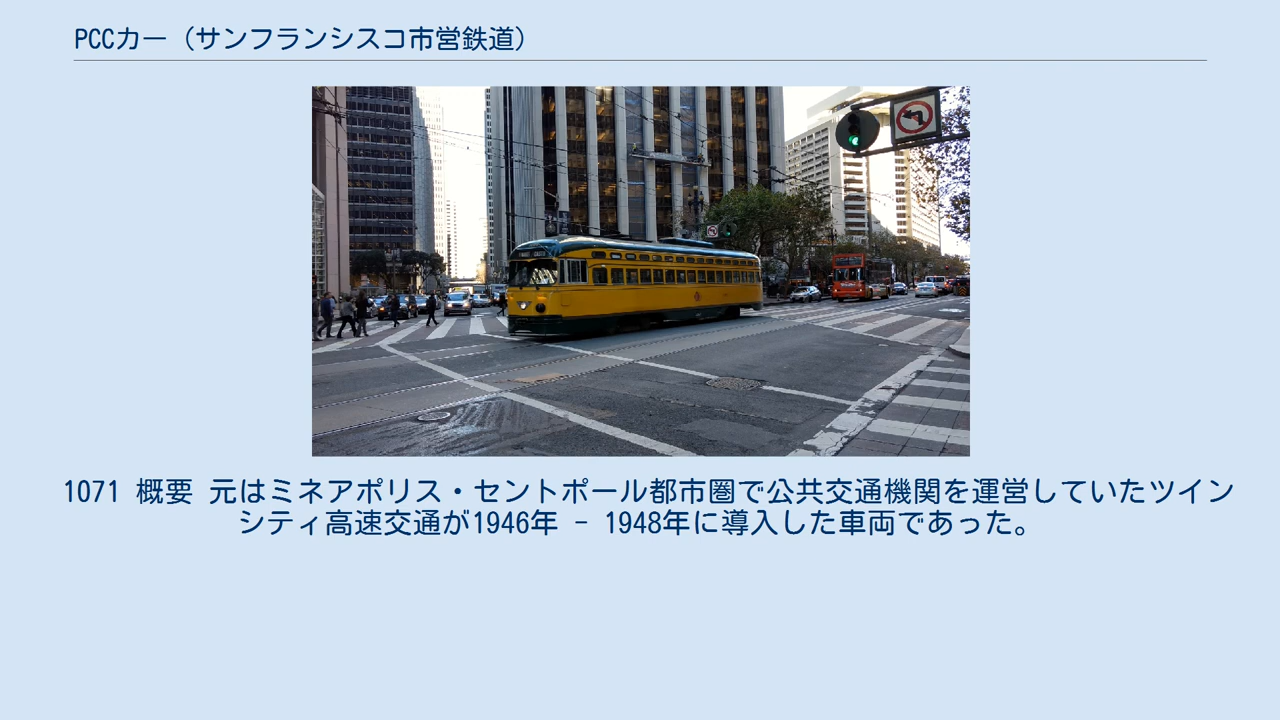 PCCカー（サンフランシスコ市営鉄道）
1071 概要 元はミネアポリス・セントポール都市圏で公共交通機関を運営していたツイン
シティ高速交通が1946年 - 1948年に導入した車両であった。